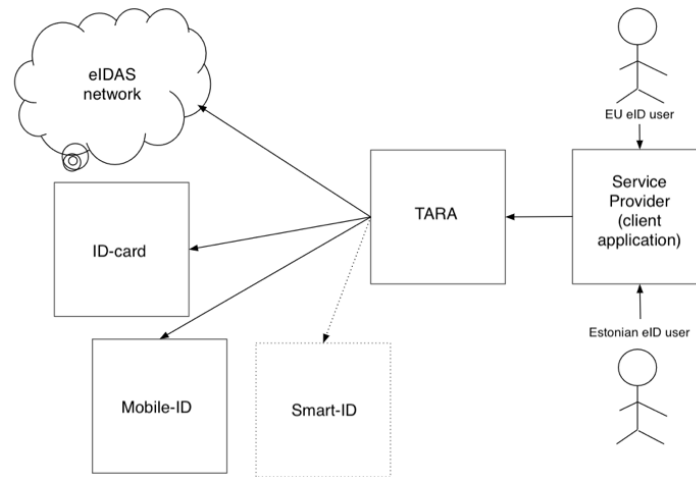 eIDAS
network
EU eID user
Service
Provider
(client
application)
TARA
ID-card
Estonian eID user
Mobile-ID
Smart-ID